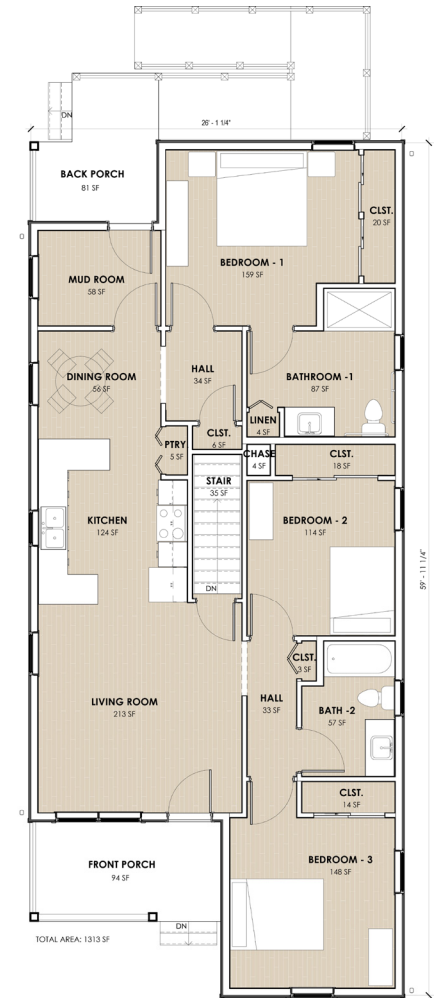 DN
26' - 1 1/4"
BACK PORCH
81 SF
CLST.
20 SF
BEDROOM - 1
159 SF
MUD ROOM
58 SF
DINING ROOM
56 SF
HALL
34 SF
BATHROOM -1
87 SF
LINEN
4 SF
CLST.
6 SF
PTRY
5 SF
CHASE
4 SF
CLST.
18 SF
STAIR
35 SF
KITCHEN
124 SF
BEDROOM - 2
114 SF
DN
59' - 11 1/4"
CLST.
3 SF
LIVING ROOM
213 SF
HALL
33 SF
BATH -2
57 SF
CLST.
14 SF
FRONT PORCH
94 SF
BEDROOM - 3
148 SF
DN
TOTAL AREA: 1313 SF